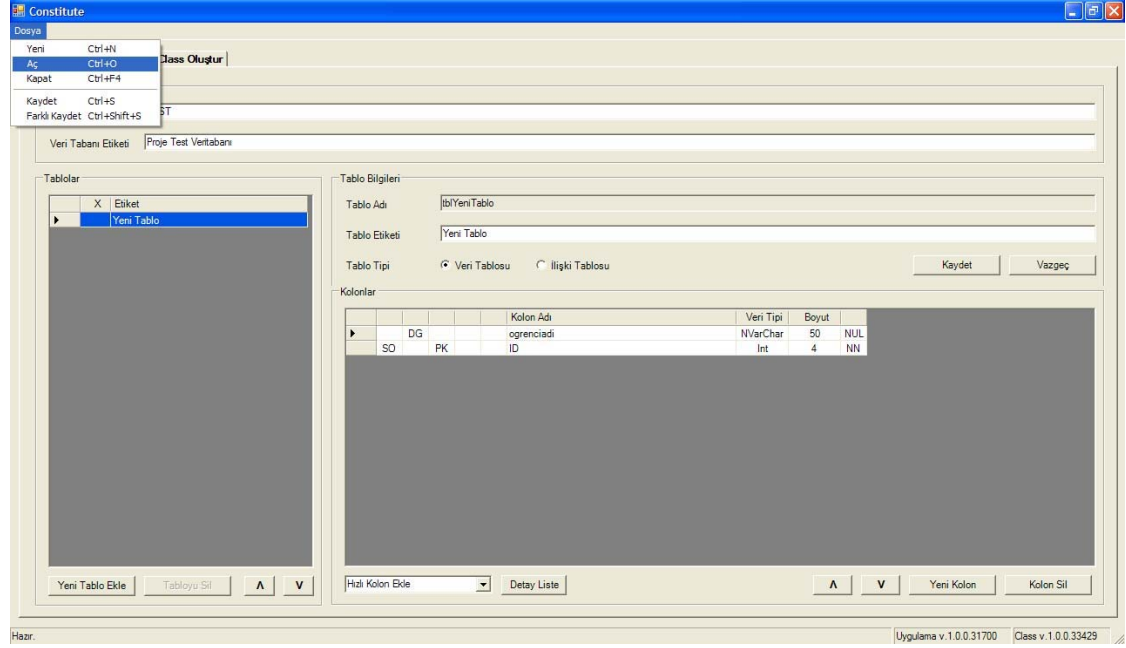 Constitute
Dosya
Yeni Ctrl+N
Aç Ctrl+O
Kapat Ctrl+F4
Kaydet Ctrl+S
Farklı Kaydet Ctrl+Shift+S
Class Oluştur
ST
Veri Tabanı Etiketi Proje Test Veritabanı
Tablolar
X Etiket
Yeni Tablo
Yeni Tablo Ekle Tabloyu Sil Λ V
Tablo Bilgileri
Tablo Adı tblYeniTablo
Tablo Etiketi Yeni Tablo
Tablo Tipi Veri Tablosu İlişki Tablosu Kaydet Vazgeç
Kolonlar
Kolon Adı Veri Tipi Boyut
DG ogrenciadi NVarChar 50 NUL
SO PK ID Int 4 NN
Hızlı Kolon Ekle Detay Liste Λ V Yeni Kolon Kolon Sil
Hazır. Uygulama v.1.0.0.31700 Class v.1.0.0.33429